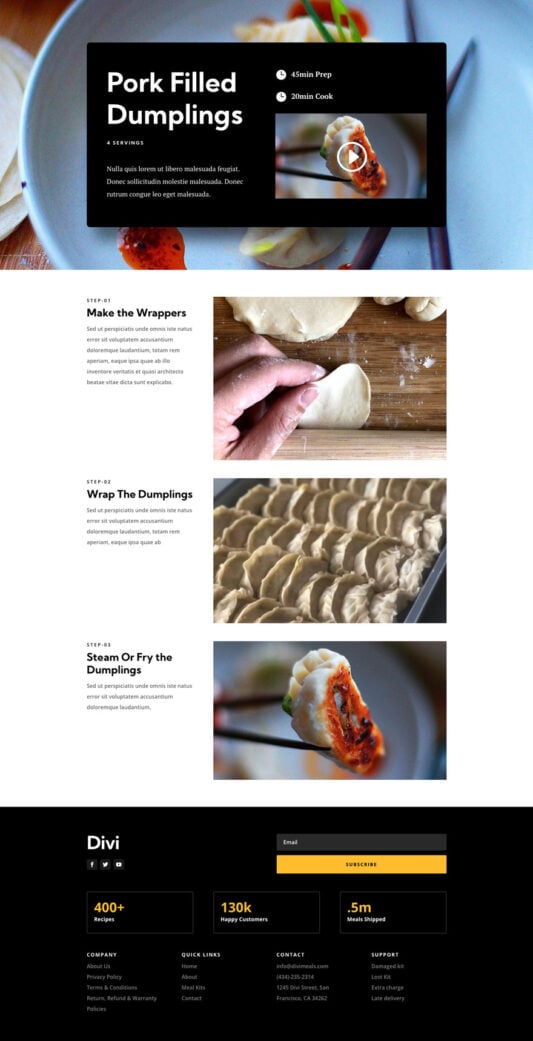 Pork Filled
Dumplings
4 SERVINGS
Nulla quis lorem ut libero malesuada feugiat.
Donec sollicitudin molestie malesuada. Donec
rutrum congue leo eget malesuada.
45min Prep
20min Cook
STEP-01
Make the Wrappers
Sed ut perspiciatis unde omnis iste natus
error sit voluptatem accusantium
doloremque laudantium, totam rem
aperiam, eaque ipsa quae ab illo
inventore veritatis et quasi architecto
beatae vitae dicta sunt explicabo.
STEP-02
Wrap The Dumplings
Sed ut perspiciatis unde omnis iste natus
error sit voluptatem accusantium
doloremque laudantium, totam rem
aperiam, eaque ipsa quae ab
STEP-03
Steam Or Fry the
Dumplings
Sed ut perspiciatis unde omnis iste natus
error sit voluptatem accusantium
doloremque laudantium,
Divi
Email
SUBSCRIBE
400+
Recipes
130k
Happy Customers
.5m
Meals Shipped
COMPANY
About Us
Privacy Policy
Terms & Conditions
Return, Refund & Warranty
Policies
QUICK LINKS
Home
About
Meal Kits
Contact
CONTACT
info@divimeals.com
(434)-235-2314
1245 Divi Street, San
Francisco, CA 34262
SUPPORT
Damaged kit
Lost Kit
Extra charge
Late delivery